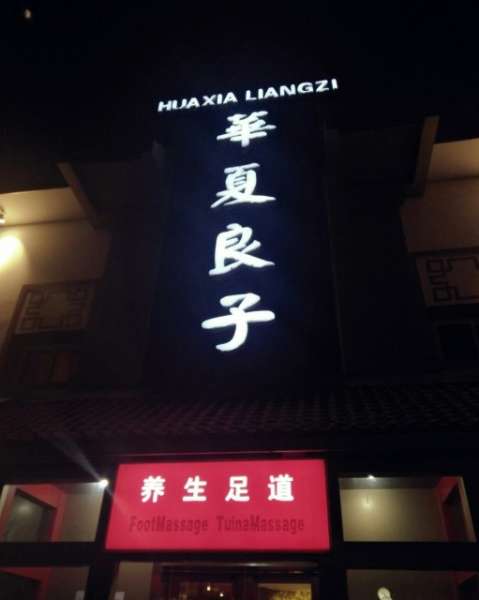 HUAXIA LIANGZI
華夏良子
养生足道
FootMassage TuinaMassage